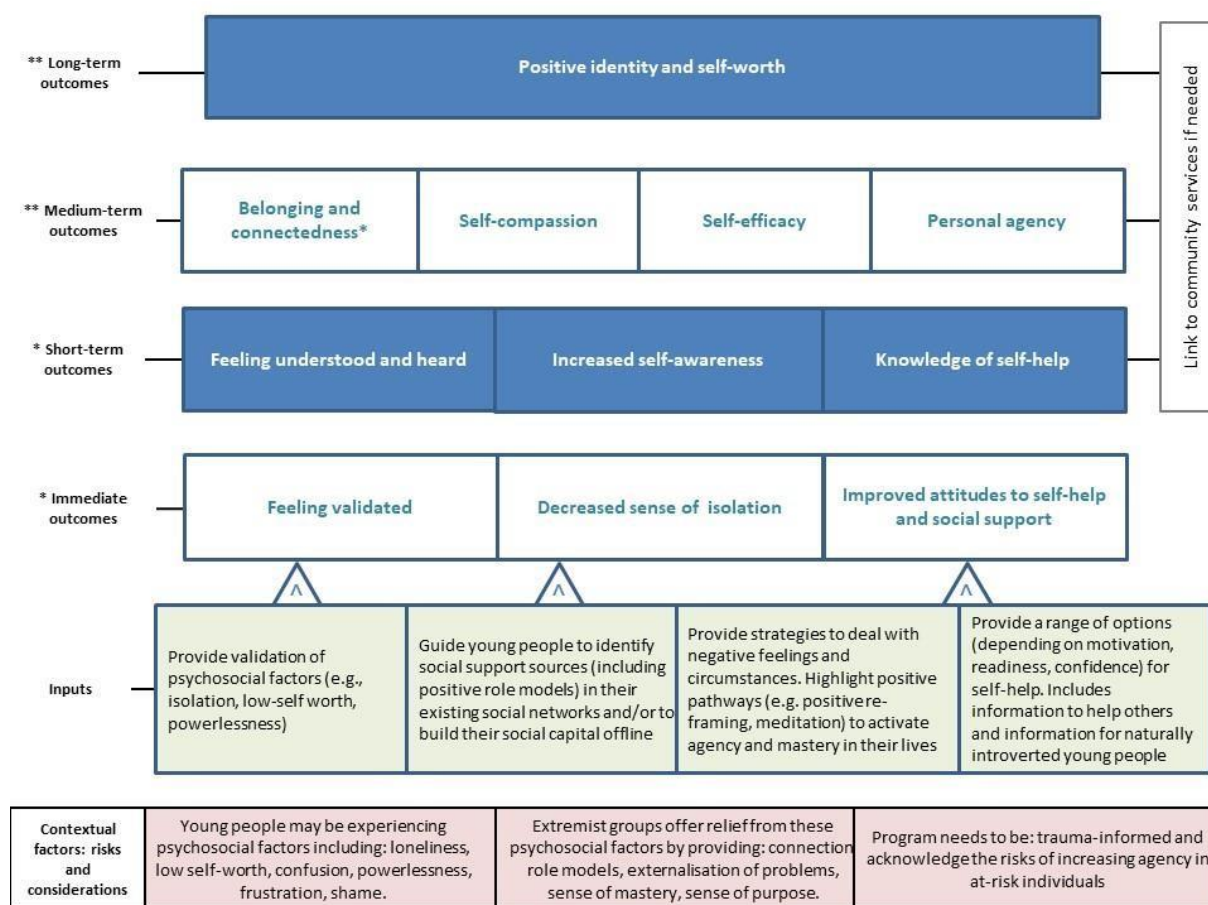 ** Long-term
outcomes
Positive identity and self-worth
Link to community services if needed
** Medium-term
outcomes
Belonging and
connectedness*
Self-compassion
Self-efficacy
Personal agency
* Short-term
outcomes
Feeling understood and heard
Increased self-awareness
Knowledge of self-help
* Immediate
outcomes
Feeling validated
Decreased sense of isolation
Improved attitudes to self-help
and social support
^
^
^
Inputs
Provide validation of
psychosocial factors (e.g.,
isolation, low-self worth,
powerlessness)
Guide young people to identify
social support sources (including
positive role models) in their
existing social networks and/or to
build their social capital offline
Provide strategies to deal with
negative feelings and
circumstances. Highlight positive
pathways (e.g. positivere-
framing, meditation) to activate
agency and mastery in their lives
Provide a range of options
(depending on motivation,
readiness, confidence) for
self-help. Includes
information to help others
and information for naturally
introverted young people
Contextual
factors: risks
and
considerations
Young people may be experiencing
psychosocial factors including: loneliness,
low self-worth, confusion, powerlessness,
frustration, shame.
Extremist groups offer relief from these
psychosocial factors by providing: connection
role models, externalisation of problems,
sense of mastery, sense of purpose.
Program needs to be: trauma-informed and
acknowledge the risks of increasing agency in
at-risk individuals